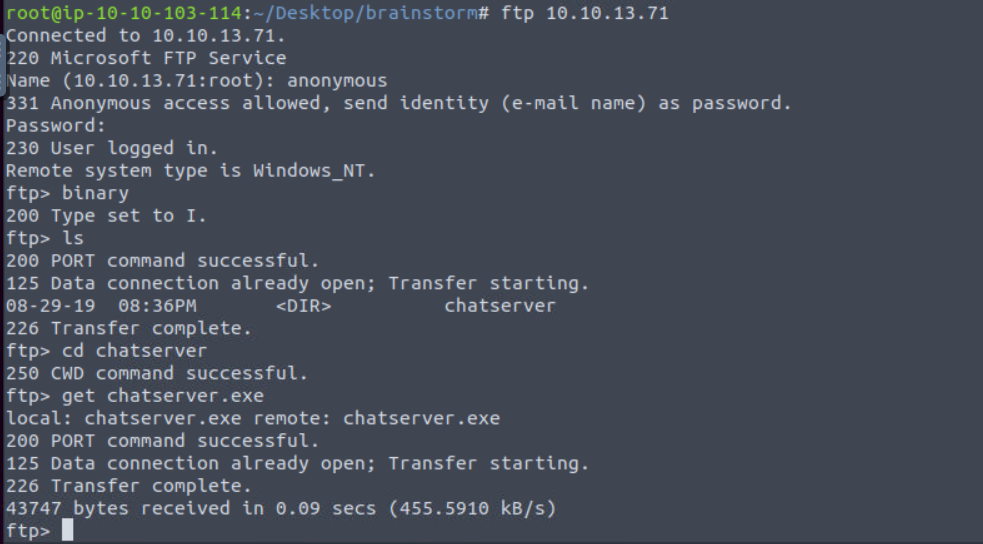 root@ip-10-10-103-114:~/Desktop/brainstorm# ftp 10.10.13.71
Connected to 10.10.13.71.
220 Microsoft FTP Service
Name (10.10.13.71:root): anonymous
331 Anonymous access allowed, send identity (e-mail name) as password.
Password:
230 User logged in.
Remote system type is Windows_NT.
ftp> binary
200 Type set to I.
ftp> ls
200 PORT command successful.
125 Data connection already open; Transfer starting.
08-29-19  08:36PM       <DIR>          chatserver
226 Transfer complete.
ftp> cd chatserver
250 CWD command successful.
ftp> get chatserver.exe
local: chatserver.exe remote: chatserver.exe
200 PORT command successful.
125 Data connection already open; Transfer starting.
226 Transfer complete.
43747 bytes received in 0.09 secs (455.5910 kB/s)
ftp>